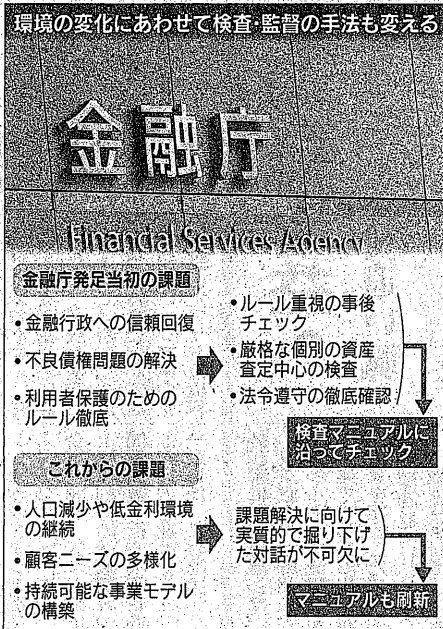 環境の変化にあわせて検査・監督の手法も変える
金融庁
Financial Services Agency
金融庁発足当初の課題
・金融行政への信頼回復
・不良債権問題の解決
・利用者保護のための
ルール徹底
・ルール重視の事後
チェック
・厳格な個別の資産
査定中心の検査
・法令遵守の徹底確認
検査マニュアルに
沿ってチェック
これからの課題
・人口減少や低金利環境
の継続
・顧客ニーズの多様化
・持続可能な事業モデル
の構築
課題解決に向けて
実質的で掘り下げ
た対話が不可欠に
マニュアルも刷新